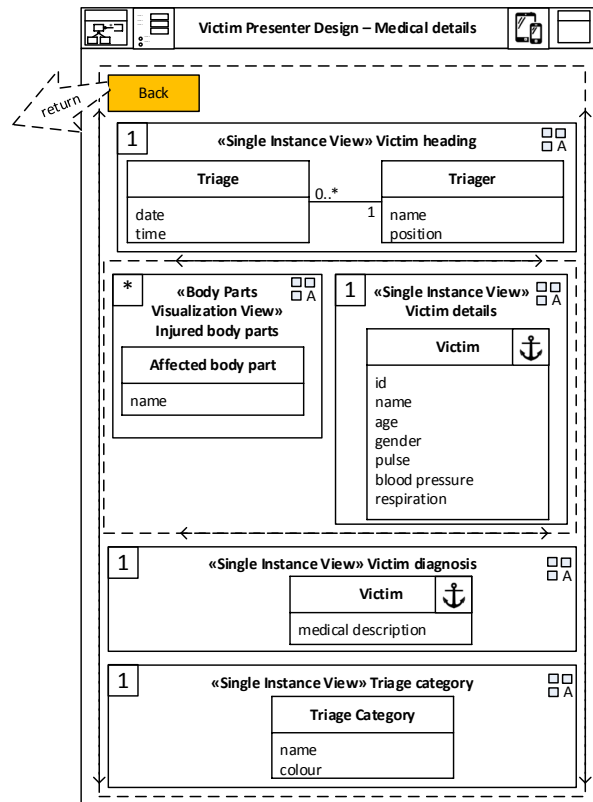 Victim Presenter Design – Medical details
Back
return
1
«Single Instance View» Victim heading
A
Triage
date
time
0..*
1
Triager
name
position
*
«Body Parts
Visualization View»
Injured body parts
A
Affected body part
name
1
«Single Instance View»
Victim details
A
Victim
id
name
age
gender
pulse
blood pressure
respiration
1
«Single Instance View» Victim diagnosis
A
Victim
medical description
1
«Single Instance View» Triage category
A
Triage Category
name
colour